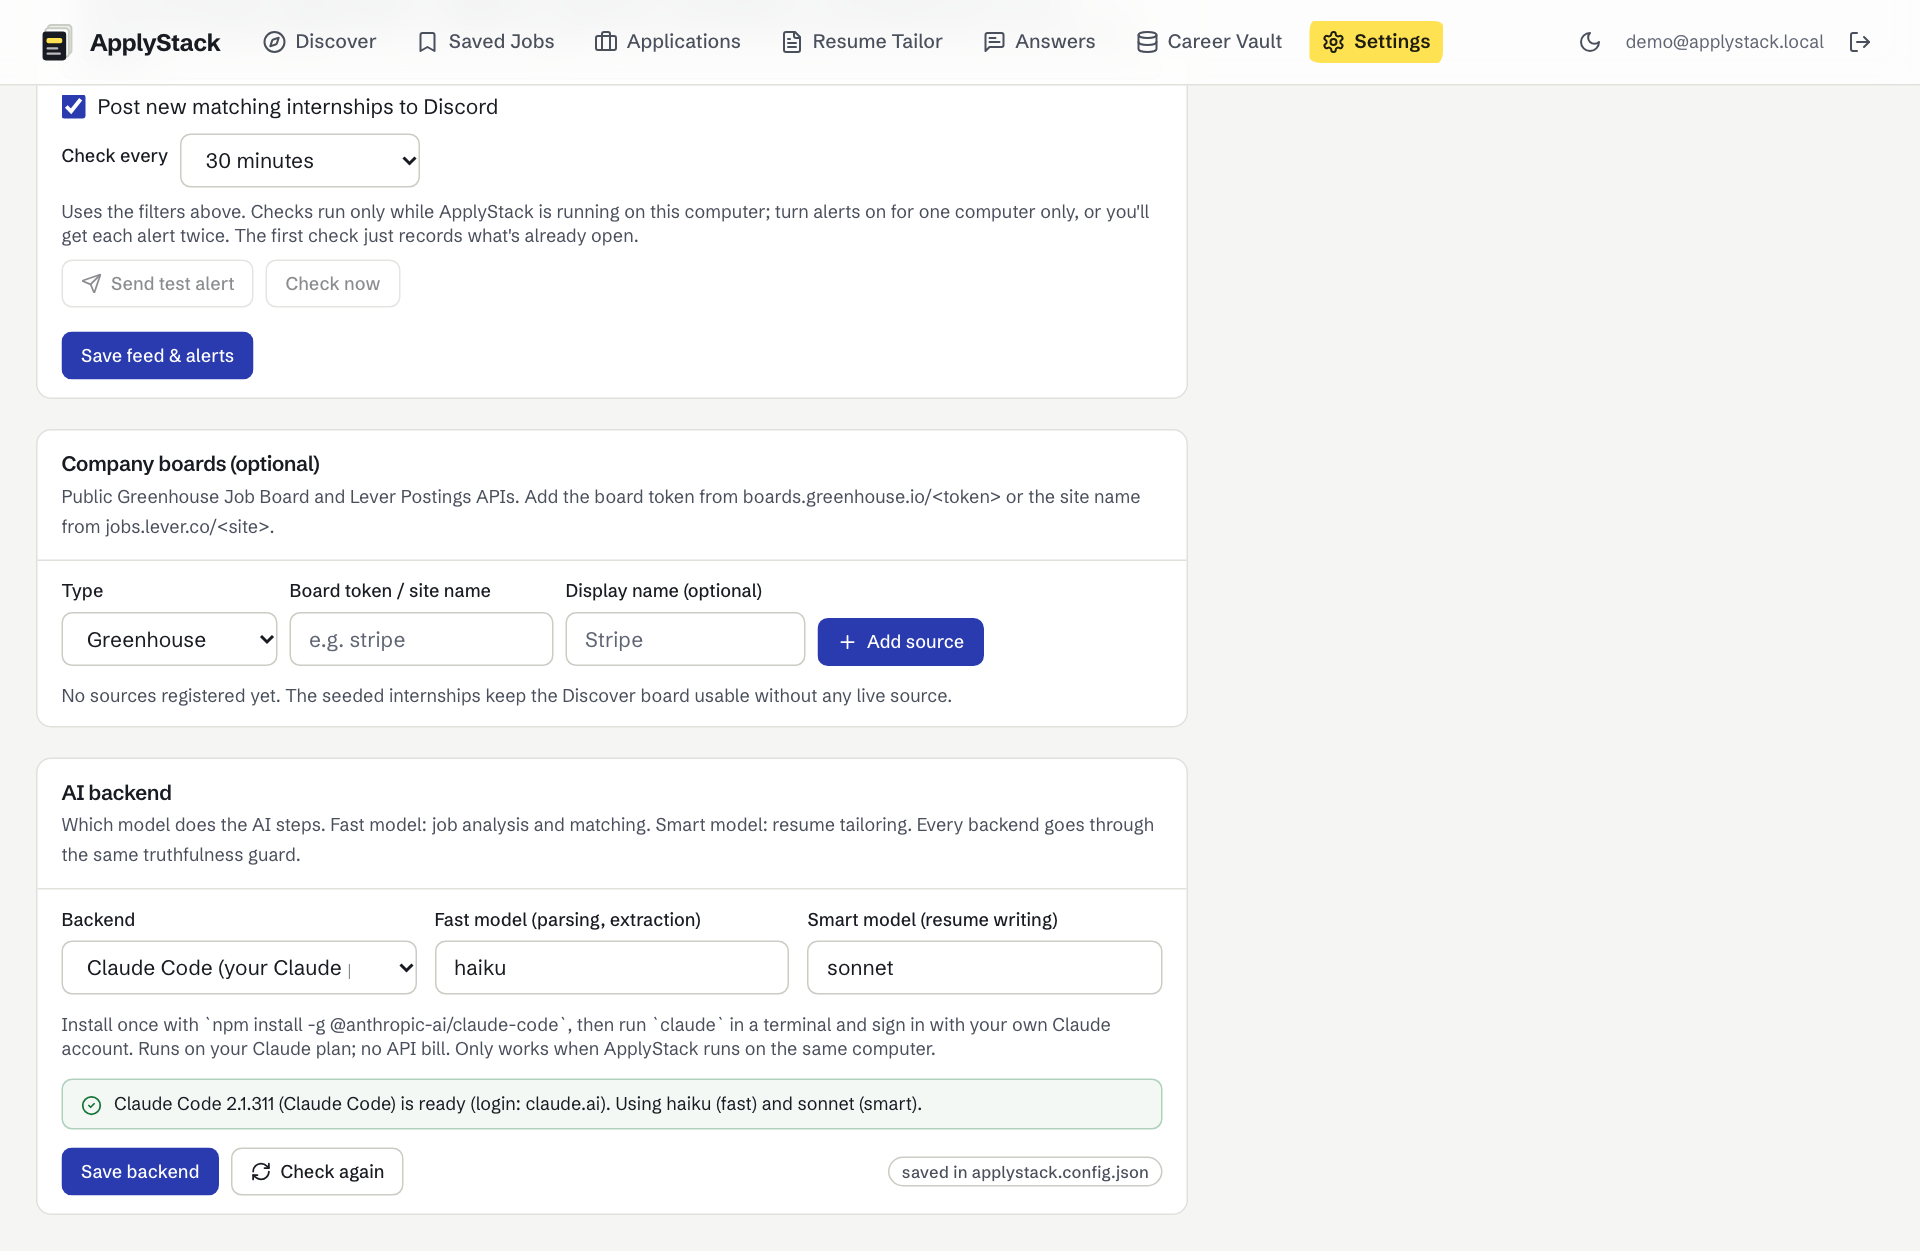 ApplyStack
Discover
Saved Jobs
Applications
Resume Tailor
Answers
Career Vault
Settings
demo@applystack.local
Post new matching internships to Discord
Check every
30 minutes
Uses the filters above. Checks run only while ApplyStack is running on this computer; turn alerts on for one computer only, or you'll
get each alert twice. The first check just records what's already open.
Send test alert
Check now
Save feed & alerts
Company boards (optional)
Public Greenhouse Job Board and Lever Postings APIs. Add the board token from boards.greenhouse.io/<token> or the site name
from jobs.lever.co/<site>.
Type
Board token / site name
Display name (optional)
Greenhouse
e.g. stripe
Stripe
Add source
No sources registered yet. The seeded internships keep the Discover board usable without any live source.
AI backend
Which model does the AI steps. Fast model: job analysis and matching. Smart model: resume tailoring. Every backend goes through
the same truthfulness guard.
Backend
Fast model (parsing, extraction)
Smart model (resume writing)
Claude Code (your Claude
haiku
sonnet
Install once with `npm install -g @anthropic-ai/claude-code`, then run `claude` in a terminal and sign in with your own Claude
account. Runs on your Claude plan; no API bill. Only works when ApplyStack runs on the same computer.
Claude Code 2.1.311 (Claude Code) is ready (login: claude.ai). Using haiku (fast) and sonnet (smart).
Save backend
Check again
saved in applystack.config.json